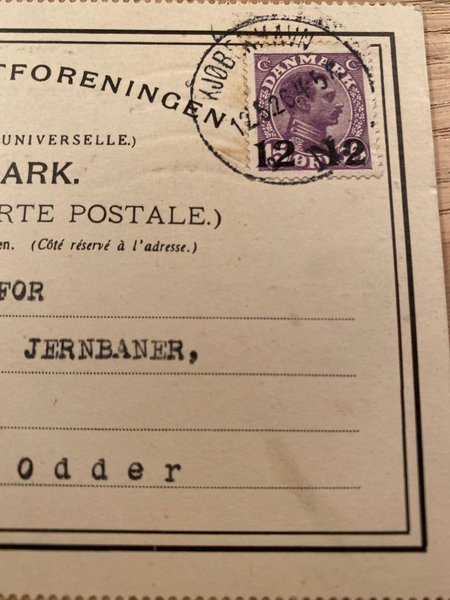 TFORENINGEN
KJØBENHAVN
DANMARK
12 12
ØRE
UNIVERSELLE.)
ARK.
RTE POSTALE.)
en. (Côté réservé à l'adresse.)
FOR
JERNBANER,
Odder